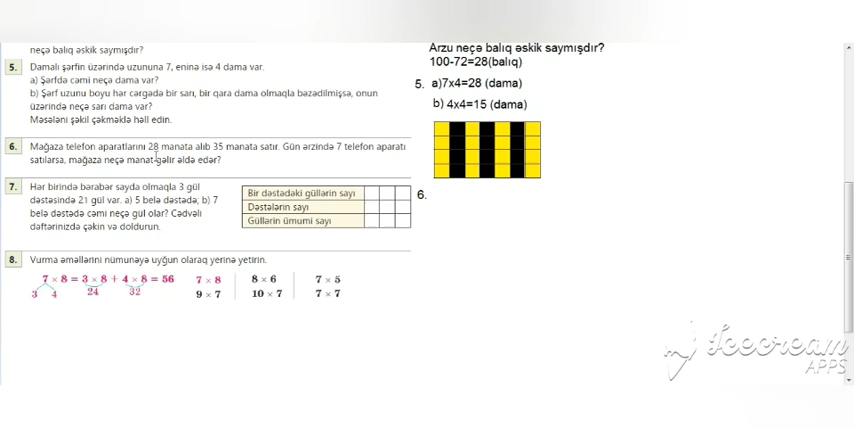 neçə balıq əskik saymışdır?
5. Damalı şərfin üzərində uzununa 7, eninə isə 4 dama var.
a) Şərfdə cəmi neçə dama var?
b) Şərf uzunu boyu hər cərgədə bir sarı, bir qara dama olmaqla bəzədilmişsə, onun
üzərində neçə sarı dama var?
Məsələni şəkil çəkməklə həll edin.
6. Mağaza telefon aparatlarını 28 manata alıb 35 manata satır. Gün ərzində 7 telefon aparatı
satılarsa, mağaza neçə manat gəlir əldə edər?
7. Hər birində bərabər sayda olmaqla 3 gül
dəstəsində 21 gül var. a) 5 belə dəstədə; b) 7
belə dəstədə cəmi neçə gül olar? Cədvəli
dəftərinizdə çəkin və doldurun.
Bir dəstədəki güllərin sayı
Dəstələrin sayı
Güllərin ümumi sayı
8. Vurma əməllərini nümunəyə uyğun olaraq yerinə yetirin.
7 × 8 = 3 × 8 + 4 × 8 = 56
3 4 24 32
7 × 8 8 × 6 7 × 5
9 × 7 10 × 7 7 × 7
Arzu neçə balıq əskik saymışdır?
100-72=28(balıq)
5. a)7x4=28 (dama)
b) 4x4=15 (dama)
6.
Icecream
APPS